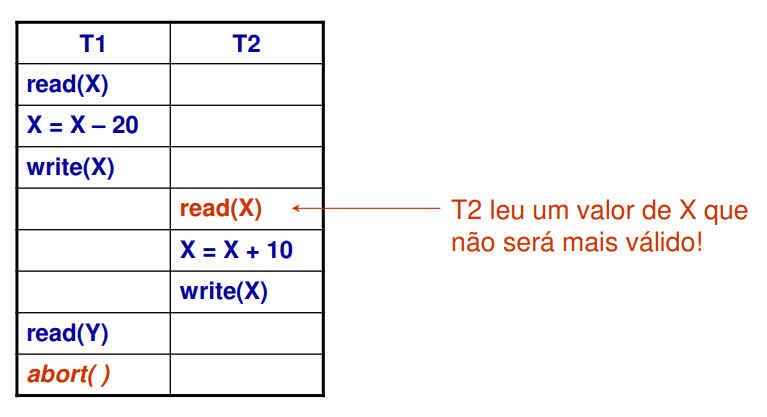 T1 T2
read(X)
X = X – 20
write(X)
read(X)
T2 leu um valor de X que
não será mais válido!
X = X + 10
write(X)
read(Y)
abort( )